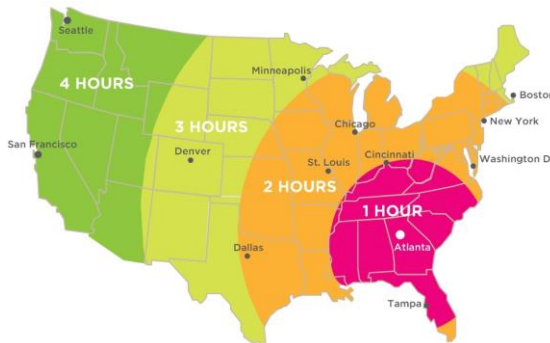 Seattle
4 HOURS
Minneapolis
Boston
3 HOURS
New York
Chicago
San Francisco
Denver
St. Louis
Cincinnati
Washington D
2 HOURS
1 HOUR
Atlanta
Dallas
Tampa